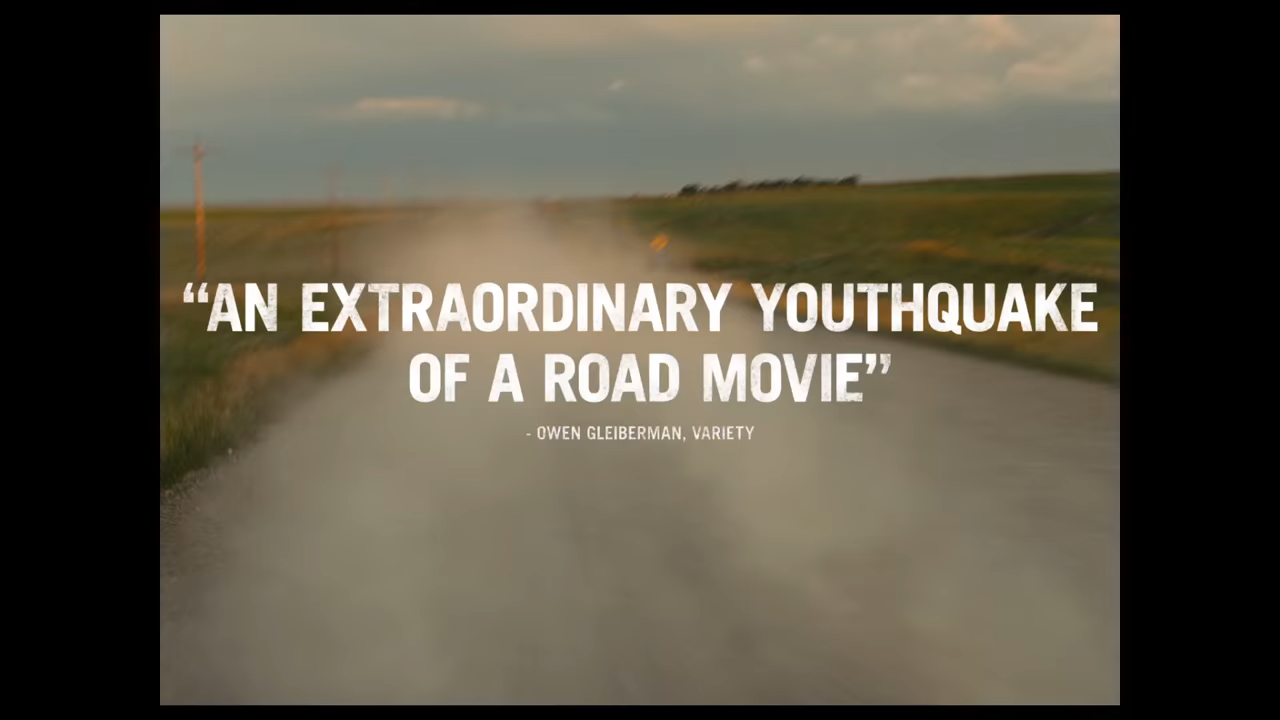 “AN EXTRAORDINARY YOUTHQUAKE
OF A ROAD MOVIE”
- OWEN GLEIBERMAN, VARIETY